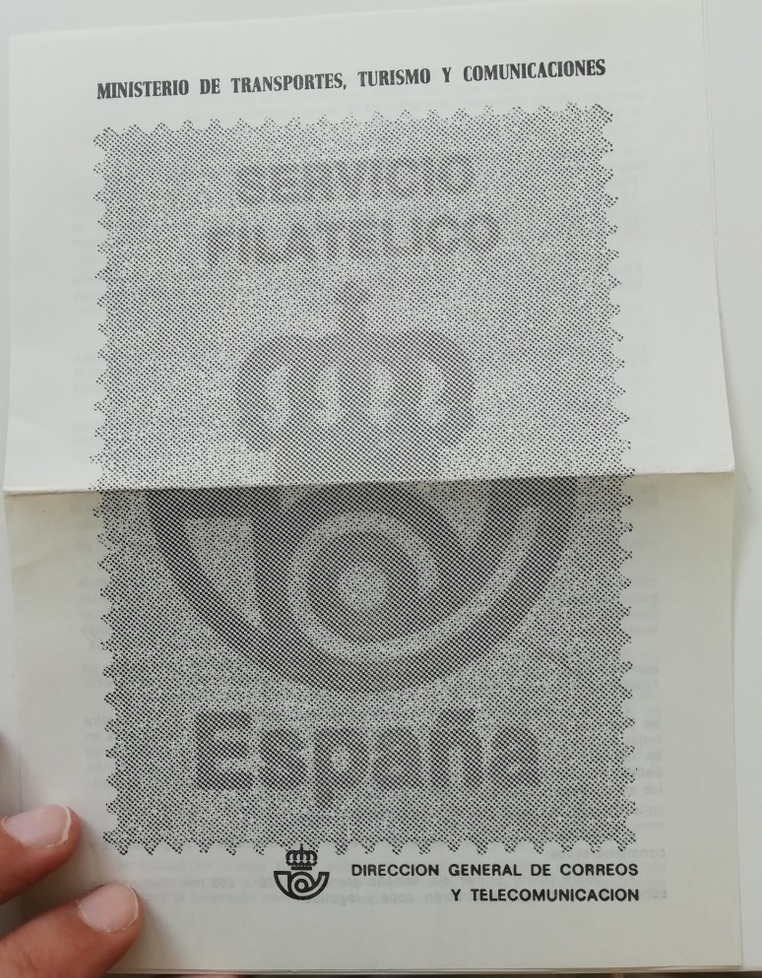 MINISTERIO DE TRANSPORTES, TURISMO Y COMUNICACIONES
SERVICIO
FILATELICO
España
DIRECCION GENERAL DE CORREOS
Y TELECOMUNICACION